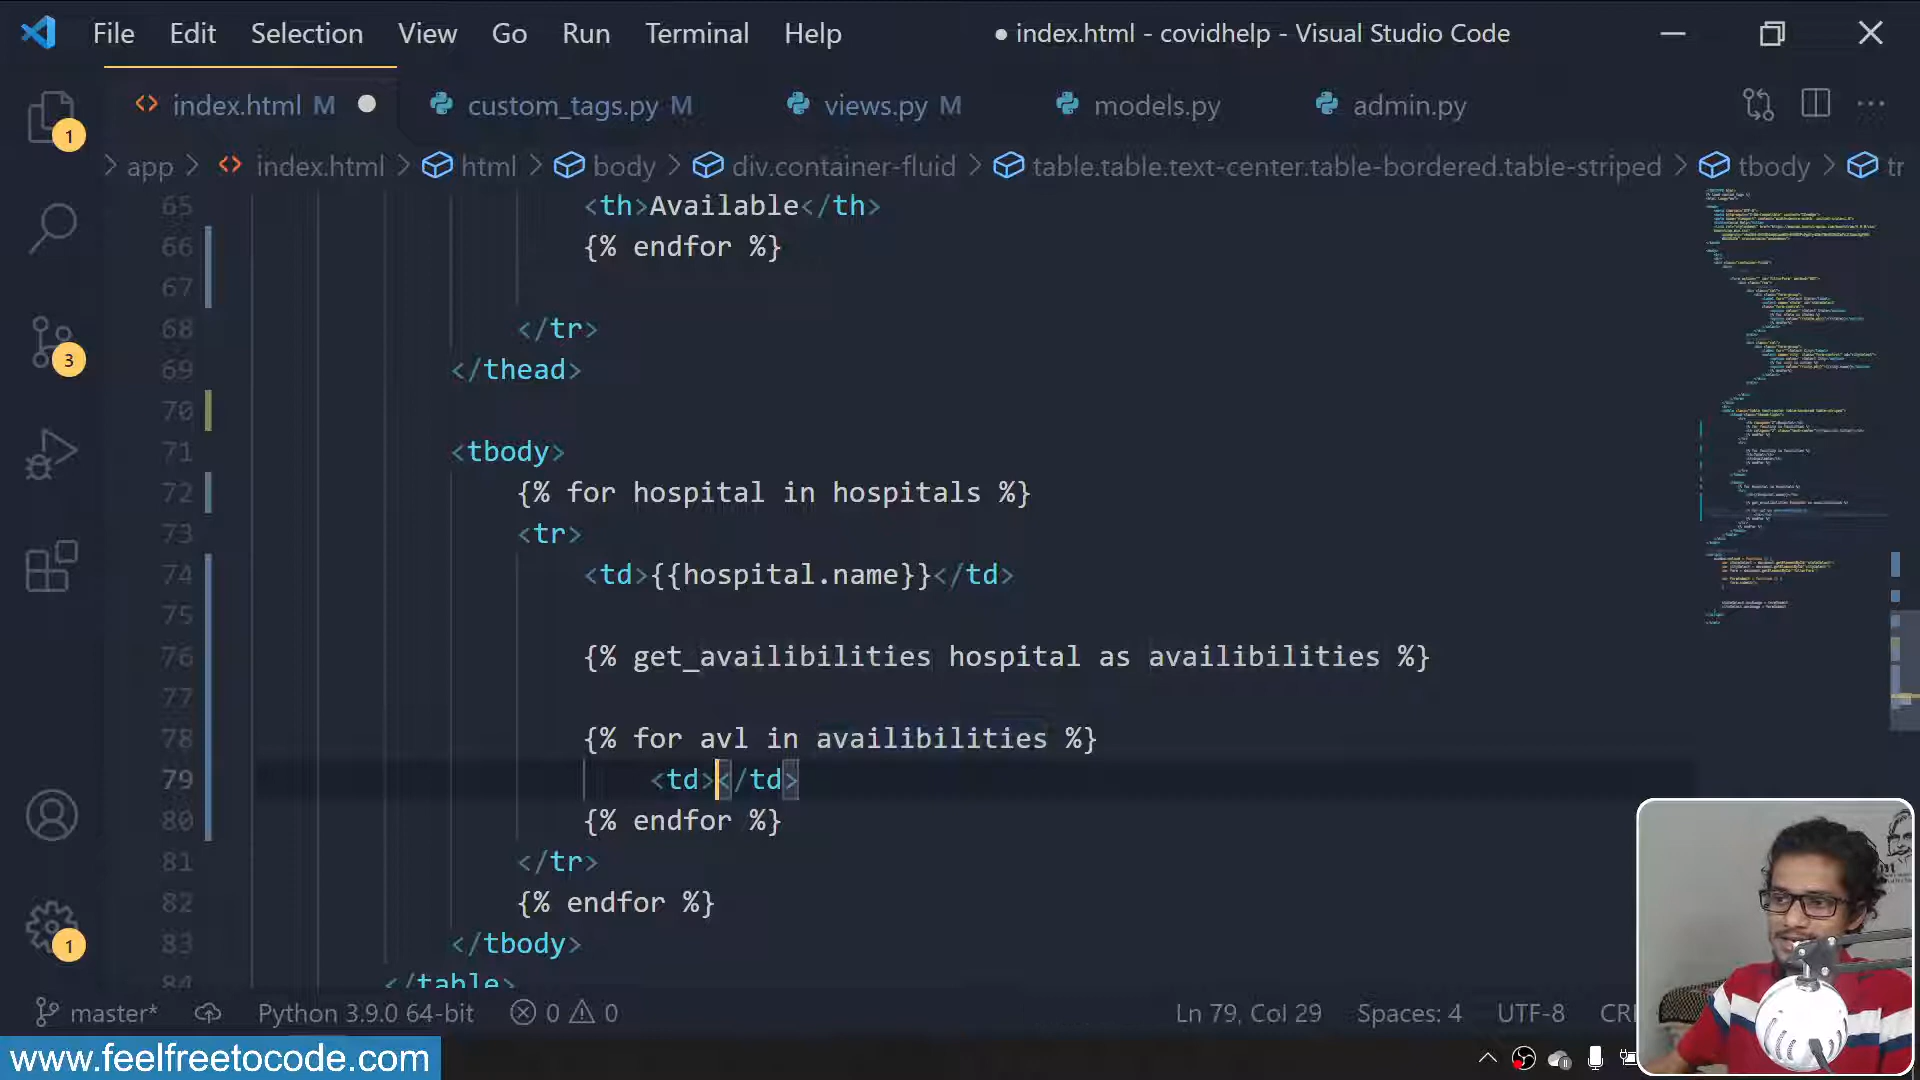 File Edit Selection View Go Run Terminal Help ● index.html - covidhelp - Visual Studio Code
index.html M custom_tags.py M views.py M models.py admin.py
> app > index.html > html > body > div.container-fluid > table.table.text-center.table-bordered.table-striped > tbody > tr
65 <th>Available</th>
66 {% endfor %}
67
68 </tr>
69 </thead>
70
71 <tbody>
72 {% for hospital in hospitals %}
73 <tr>
74 <td>{{hospital.name}}</td>
75
76 {% get_availibilities hospital as availibilities %}
77
78 {% for avl in availibilities %}
79 <td></td>
80 {% endfor %}
81 </tr>
82 {% endfor %}
83 </tbody>
84 </table>
1
3
1
master* Python 3.9.0 64-bit 0 0 Ln 79, Col 29 Spaces: 4 UTF-8
www.feelfreetocode.com